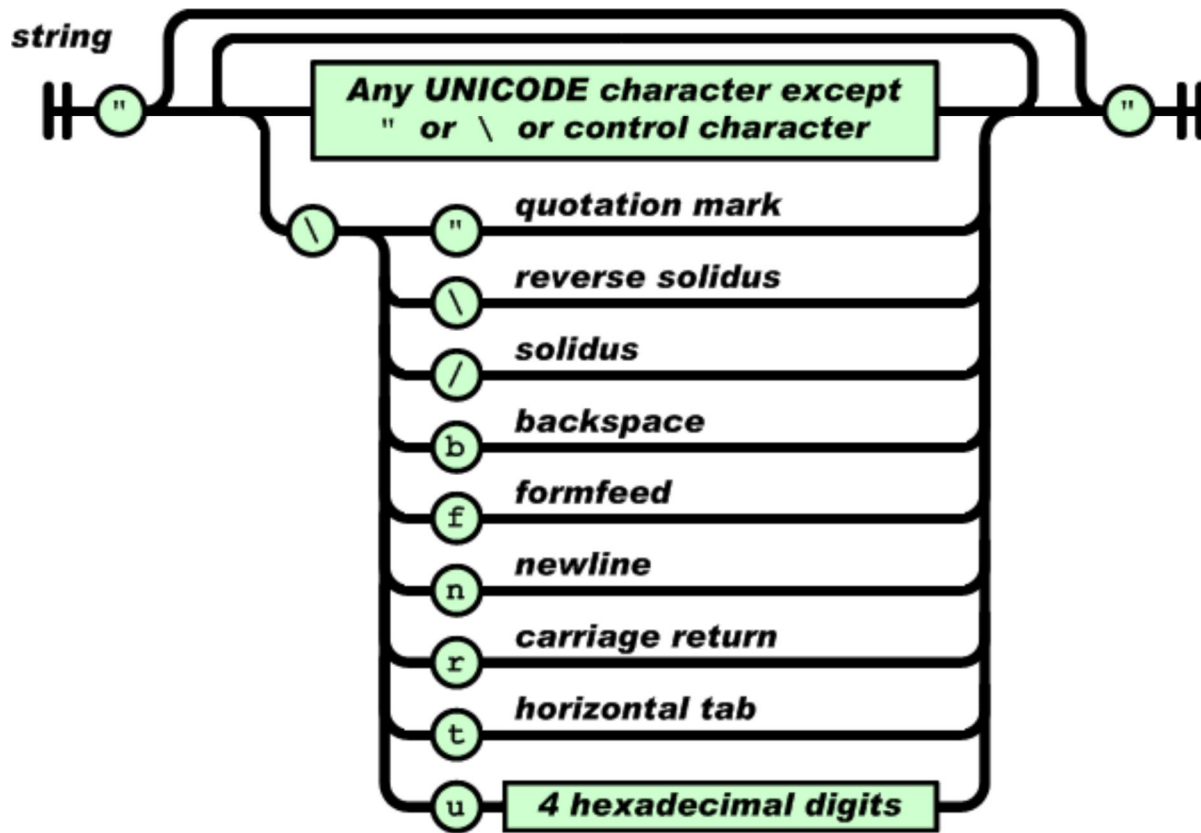 string
"
Any UNICODE character except
" or \ or control character
"
\
" quotation mark
\ reverse solidus
/ solidus
b backspace
f formfeed
n newline
r carriage return
t horizontal tab
u 4 hexadecimal digits